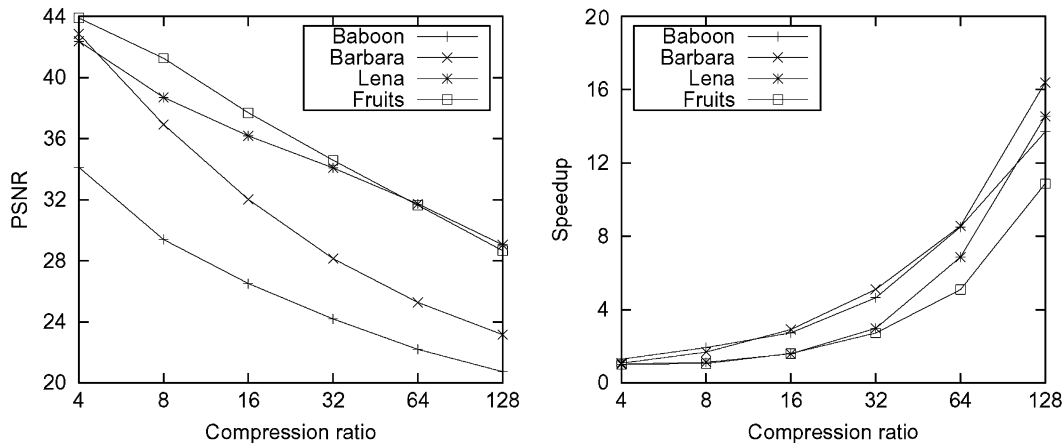 44
40
36
32
28
24
20
PSNR
4 8 16 32 64 128
Compression ratio
Baboon
Barbara
Lena
Fruits
20
16
12
8
4
0
Speedup
4 8 16 32 64 128
Compression ratio
Baboon
Barbara
Lena
Fruits